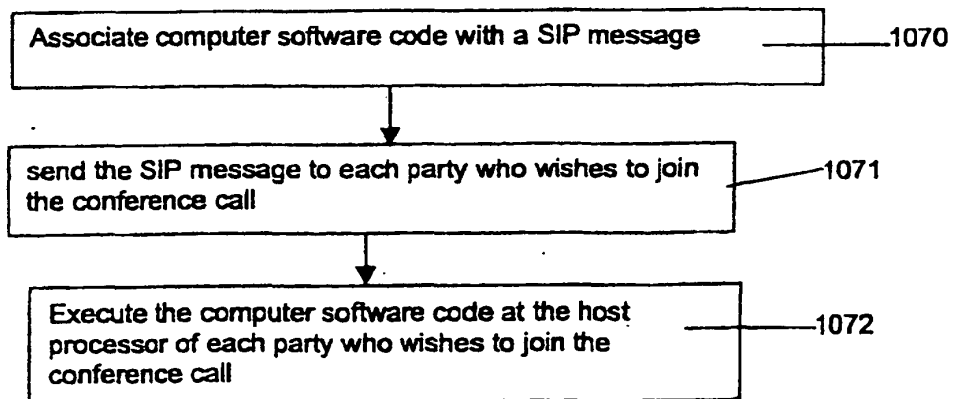 Associate computer software code with a SIP message
1070
send the SIP message to each party who wishes to join
the conference call
1071
Execute the computer software code at the host
processor of each party who wishes to join the
conference call
1072